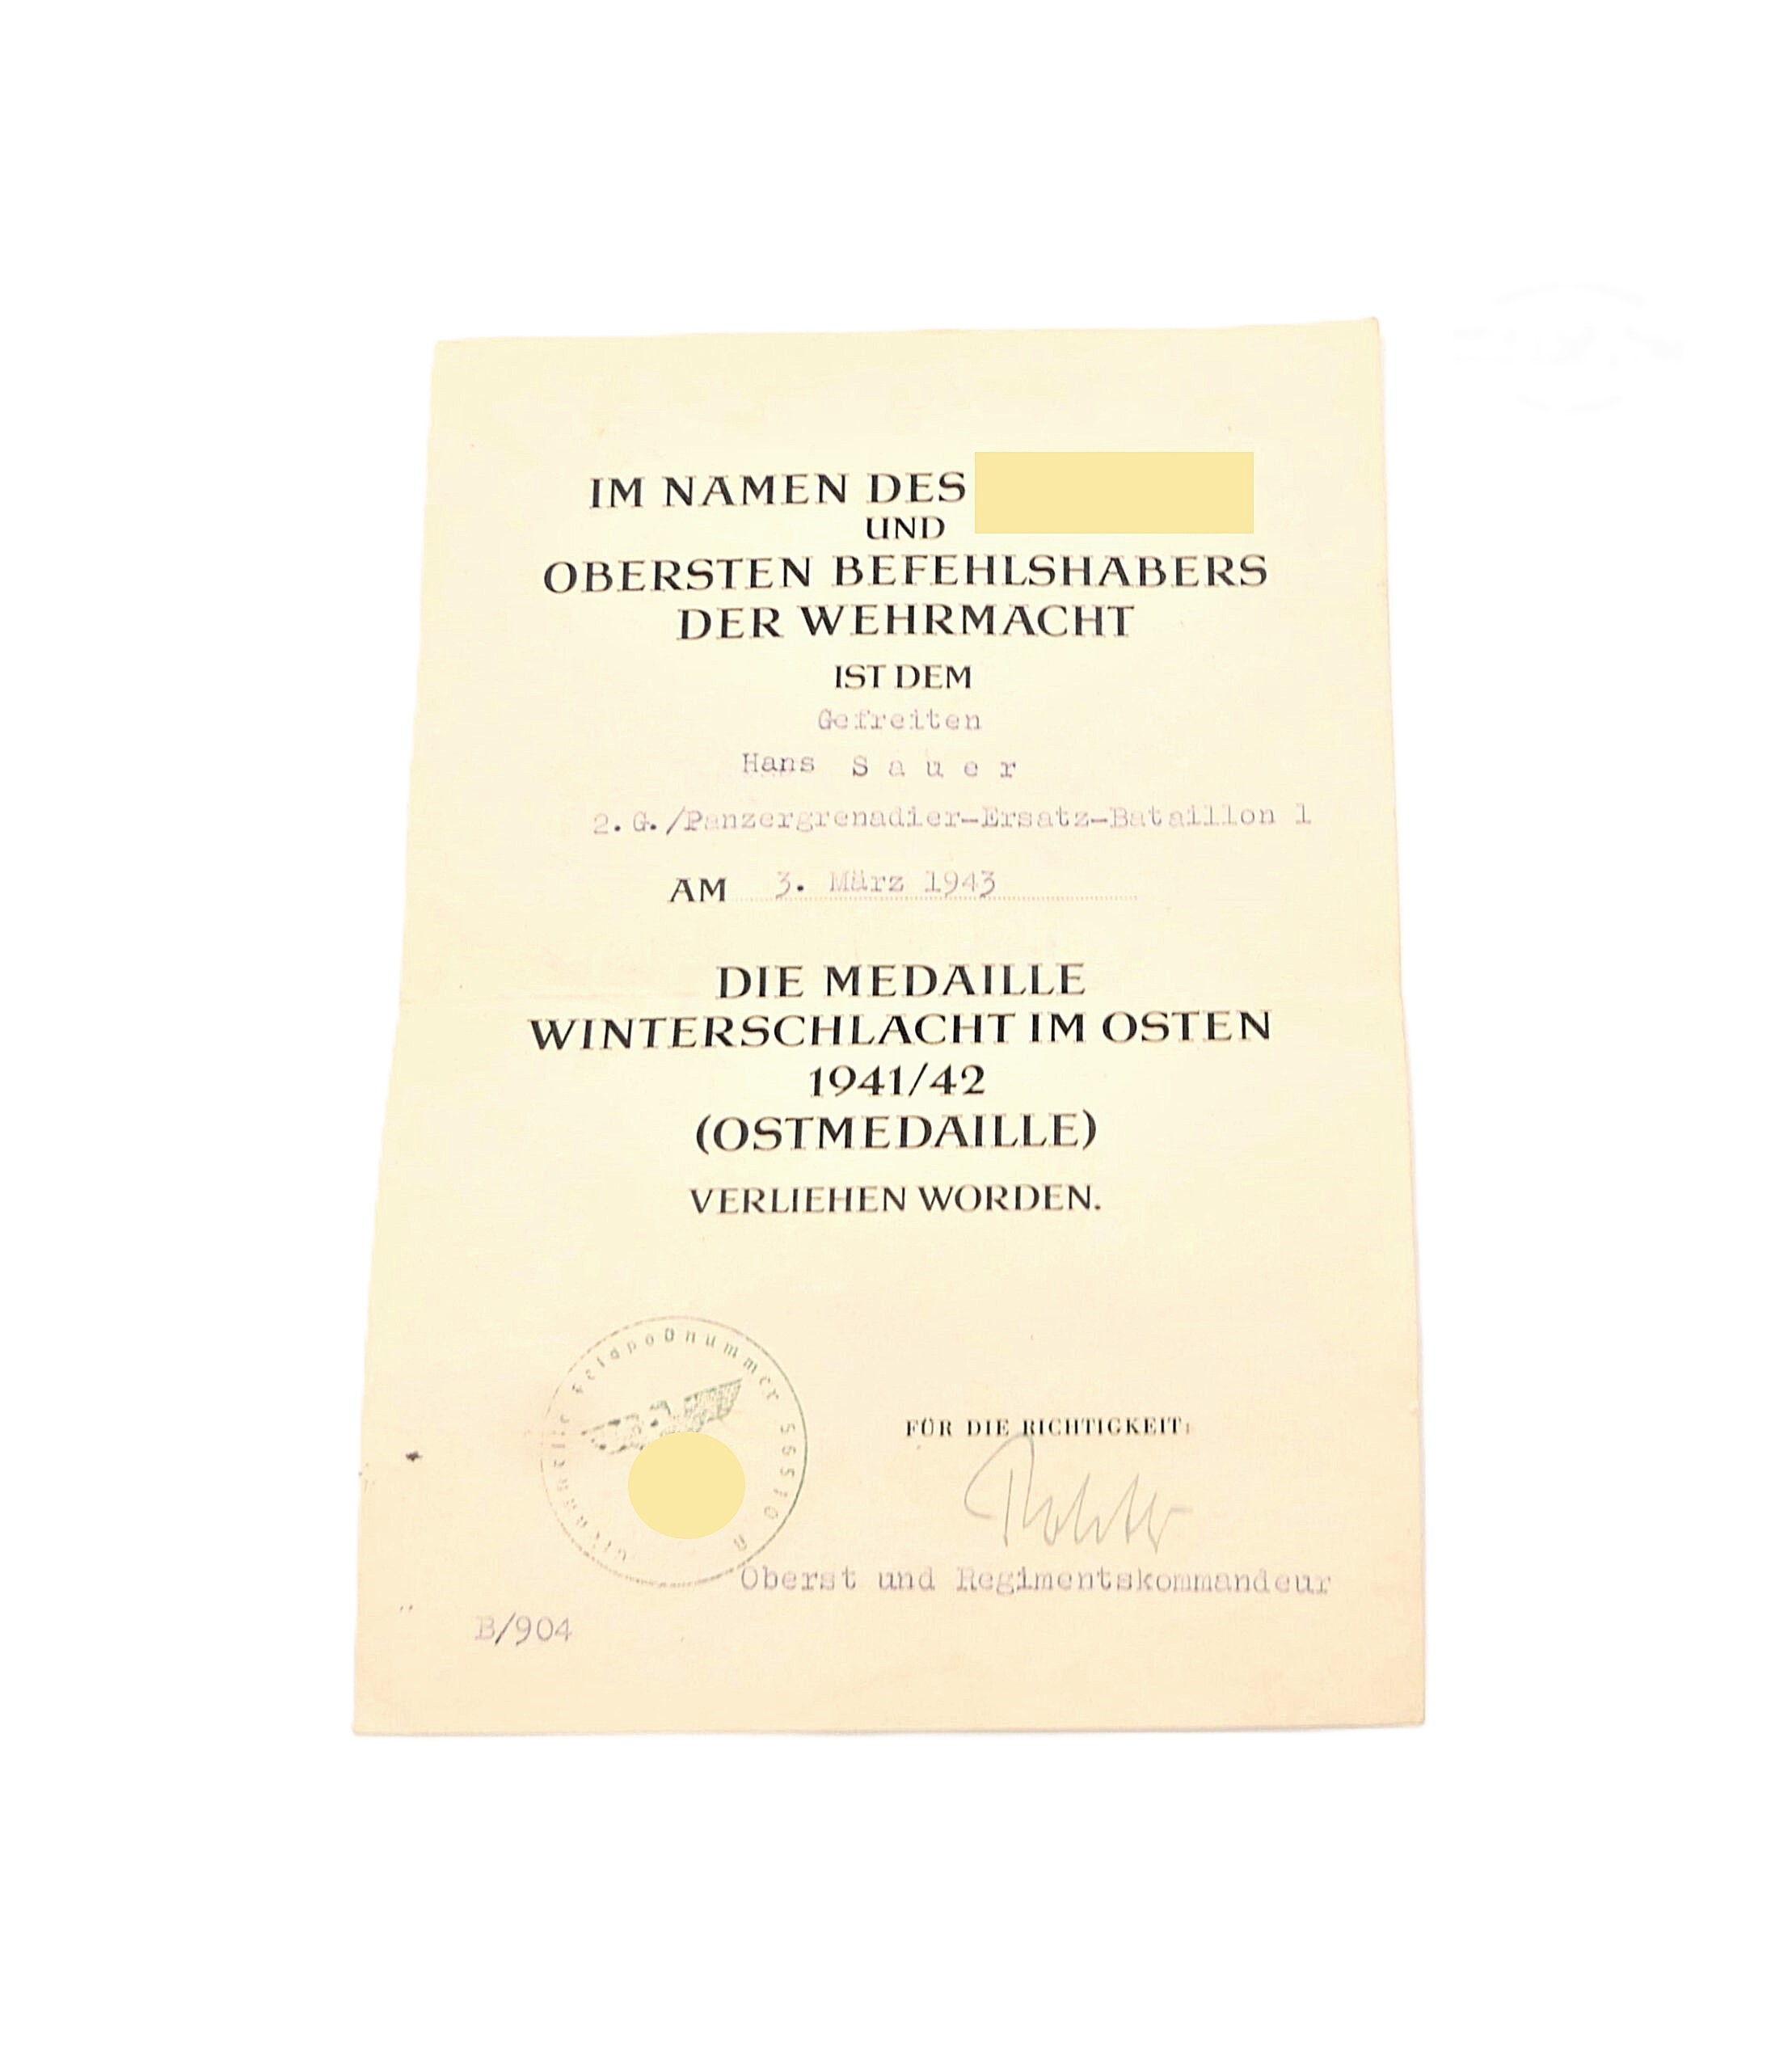 IM NAMEN DES
UND
OBERSTEN BEFEHLSHABERS
DER WEHRMACHT
IST DEM
Gefreiten
Hans S a u e r
2.G./Panzergrenadier-Ersatz-Bataillon 1
AM 3. März 1943
DIE MEDAILLE
WINTERSCHLACHT IM OSTEN
1941/42
(OSTMEDAILLE)
VERLIEHEN WORDEN.
Feldpostnummer
FÜR DIE RICHTIGKEIT:
Oberst und Regimentskommandeur
B/904